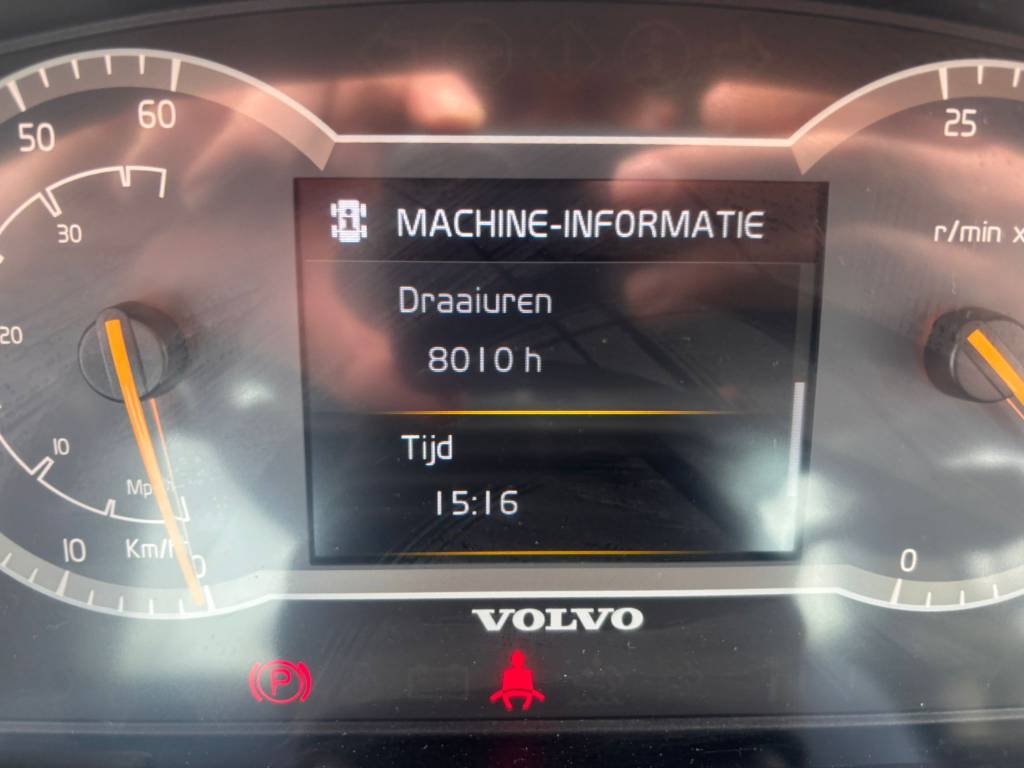 50
60
30
20
10
Mph
10
Km/h
0
MACHINE-INFORMATIE
Draaiuren
8010 h
Tijd
15:16
25
r/min x
0
VOLVO
P